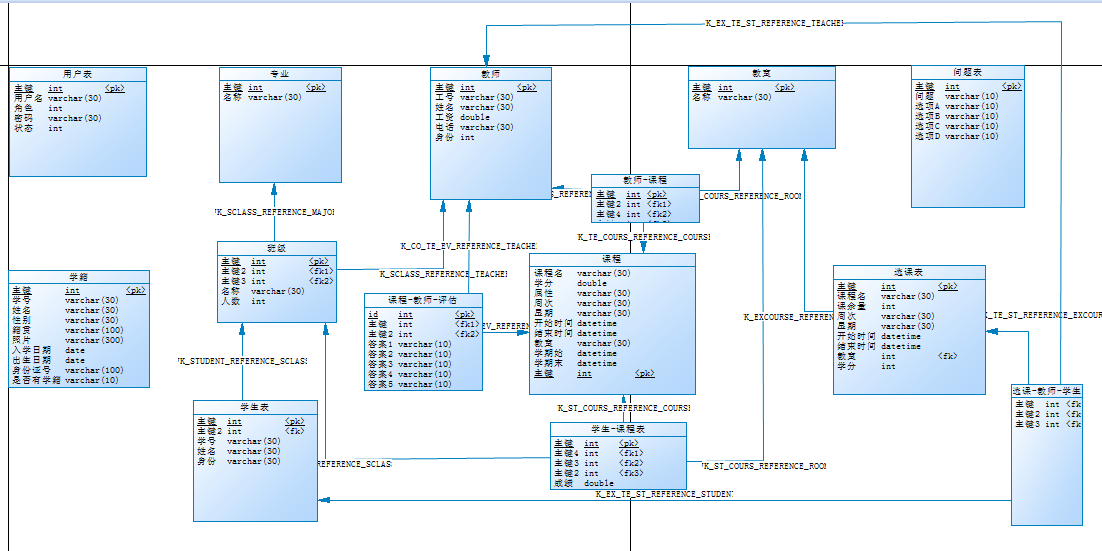 K_EX_TE_ST_REFERENCE_TEACHE
用户表
主键 int <pk>
用户名 varchar(30)
角色 int
密码 varchar(30)
状态 int
专业
主键 int <pk>
名称 varchar(30)
教师
主键 int <pk>
工号 varchar(30)
姓名 varchar(30)
工资 double
电话 varchar(30)
身份 int
教室
主键 int <pk>
名称 varchar(30)
问题表
主键 int <pk>
问题 varchar(10)
选项A varchar(10)
选项B varchar(10)
选项C varchar(10)
选项D varchar(10)
教师-课程
主键 int <pk>
主键2 int <fk1>
主键4 int <fk2>
COURS_REFERENCE_ROOM
K_TE_COURS_REFERENCE_COURS
K_SCLASS_REFERENCE_MAJO
K_CO_TE_EV_REFERENCE_TEACHE
K_SCLASS_REFERENCE_TEACHE
班级
主键 int <pk>
主键2 int <fk1>
主键3 int <fk2>
名称 varchar(30)
人数 int
学籍
主键 int <pk>
学号 varchar(30)
姓名 varchar(30)
性别 varchar(30)
籍贯 varchar(100)
照片 varchar(300)
入学日期 date
出生日期 date
身份证号 varchar(100)
是否有学籍 varchar(10)
课程-教师-评估
id int <pk>
主键 int <fk1>
主键2 int <fk2>
答案1 varchar(10)
答案2 varchar(10)
答案3 varchar(10)
答案4 varchar(10)
答案5 varchar(10)
EV_REFEREN
课程
课程名 varchar(30)
学分 double
属性 varchar(30)
周次 varchar(30)
星期 varchar(30)
开始时间 datetime
结束时间 datetime
教室 varchar(30)
学期始 datetime
学期末 datetime
主键 int <pk>
K_EXCOURSE_REFERENCE_ROO
选课表
主键 int <pk>
课程名 varchar(30)
课余量 int
周次 varchar(30)
星期 varchar(30)
开始时间 datetime
结束时间 datetime
教室 int <fk>
学分 int
K_TE_ST_REFERENCE_EXCOUR
选课-教师-学生
主键 int <fk
主键2 int <fk
主键3 int <fk
K_STUDENT_REFERENCE_SCLAS
学生表
主键 int <pk>
主键2 int <fk>
学号 varchar(30)
姓名 varchar(30)
身份 varchar(30)
REFERENCE_SCLAS
K_ST_COURS_REFERENCE_COURS
学生-课程表
主键 int <pk>
主键4 int <fk1>
主键3 int <fk2>
主键2 int <fk3>
成绩 double
K_ST_COURS_REFERENCE_ROOM
K_EX_TE_ST_REFERENCE_STUDENT